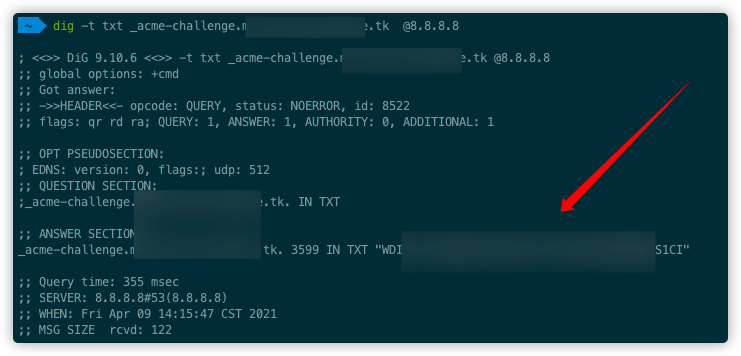 ~ dig -t txt _acme-challenge.m e.tk @8.8.8.8
; <<>> DiG 9.10.6 <<>> -t txt _acme-challenge.m e.tk @8.8.8.8
;; global options: +cmd
;; Got answer:
;; ->>HEADER<<- opcode: QUERY, status: NOERROR, id: 8522
;; flags: qr rd ra; QUERY: 1, ANSWER: 1, AUTHORITY: 0, ADDITIONAL: 1
;; OPT PSEUDOSECTION:
; EDNS: version: 0, flags:; udp: 512
;; QUESTION SECTION:
;_acme-challenge. e.tk. IN TXT
;; ANSWER SECTION
_acme-challenge.m tk. 3599 IN TXT "WDI S1CI"
;; Query time: 355 msec
;; SERVER: 8.8.8.8#53(8.8.8.8)
;; WHEN: Fri Apr 09 14:15:47 CST 2021
;; MSG SIZE rcvd: 122